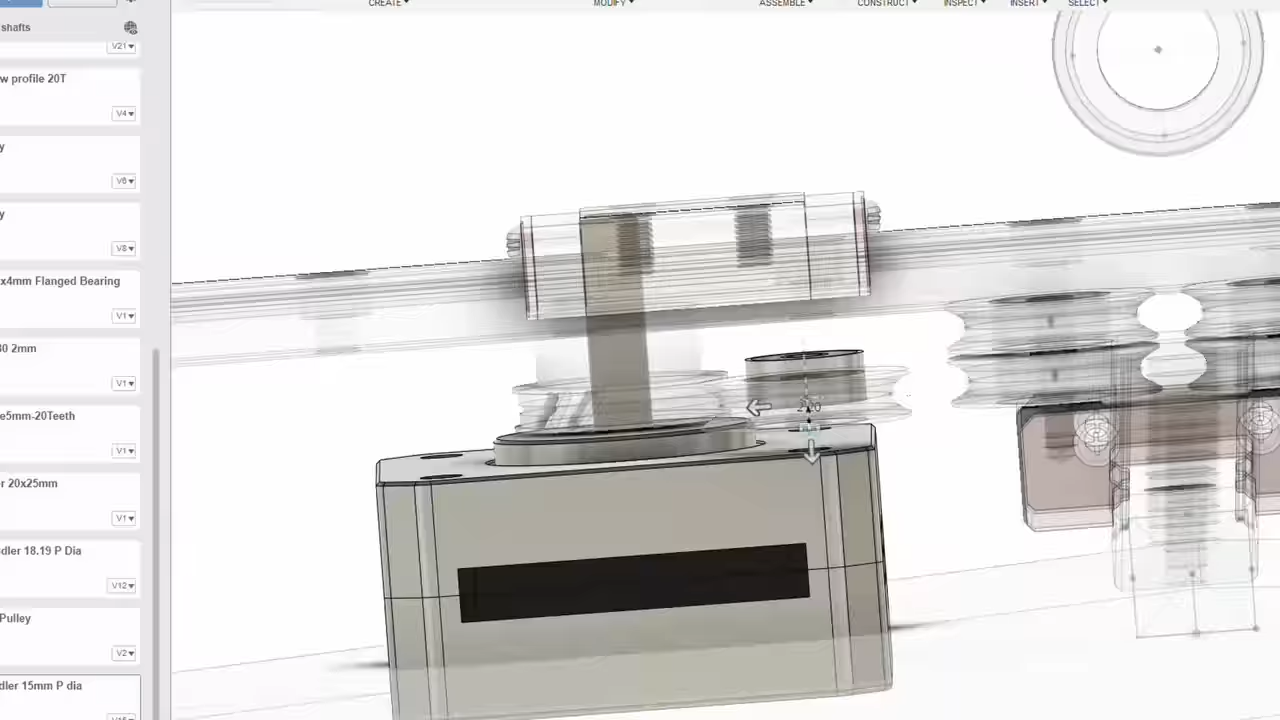 CREATE▾ MODIFY▾ ASSEMBLE▾ CONSTRUCT▾ INSPECT▾ INSERT▾ SELECT▾
shafts
V21▾
w profile 20T
V4▾
y
V6▾
y
V8▾
x4mm Flanged Bearing
V1▾
30 2mm
V1▾
e5mm-20Teeth
V1▾
r 20x25mm
V1▾
dler 18.19 P Dia
V12▾
Pulley
V2▾
dler 15mm P dia